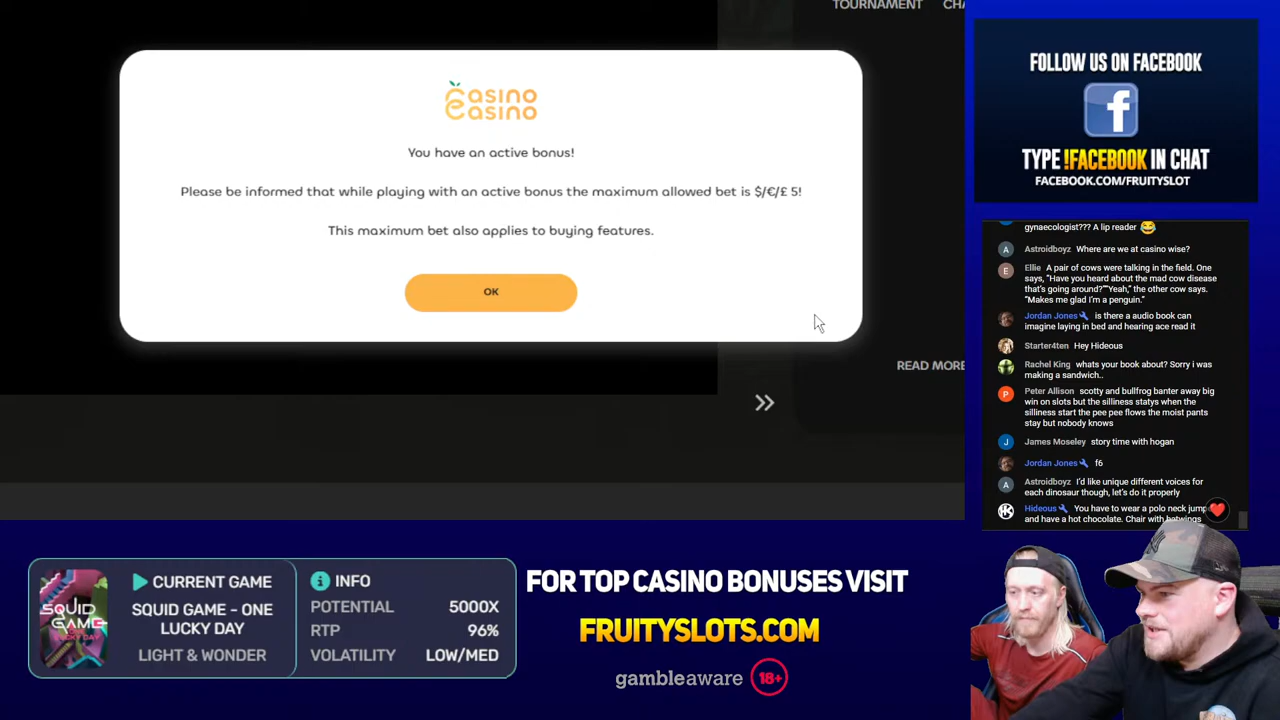 TOURNAMENT
Casino
Casino
You have an active bonus!
Please be informed that while playing with an active bonus the maximum allowed bet is $/€/£ 5!
This maximum bet also applies to buying features.
OK
READ MORE
FOLLOW US ON FACEBOOK
f
TYPE !FACEBOOK IN CHAT
FACEBOOK.COM/FRUITYSLOT
gynaecologist??? A lip reader 😂
A Astroidboyz Where are we at casino wise?
E Ellie A pair of cows were talking in the field. One
says, “Have you heard about the mad cow disease
that’s going around?”“Yeah,” the other cow says.
“Makes me glad I’m a penguin.”
Jordan Jones is there a audio book can
imagine laying in bed and hearing ace read it
Starter4ten Hey Hideous
Rachel King whats your book about? Sorry i was
making a sandwich..
P Peter Allison scotty and bullfrog banter away big
win on slots but the silliness statys when the
silliness start the pee pee flows the moist pants
stay but nobody knows
J James Moseley story time with hogan
Jordan Jones f6
A Astroidboyz I’d like unique different voices for
each dinosaur though, let’s do it properly
Hideous You have to wear a polo neck
and have a hot chocolate. Chair with
CURRENT GAME
SQUID GAME - ONE
LUCKY DAY
LIGHT & WONDER
SQUID
GAME
INFO
POTENTIAL 5000X
RTP 96%
VOLATILITY LOW/MED
FOR TOP CASINO BONUSES VISIT
FRUITYSLOTS.COM
gambleaware 18+